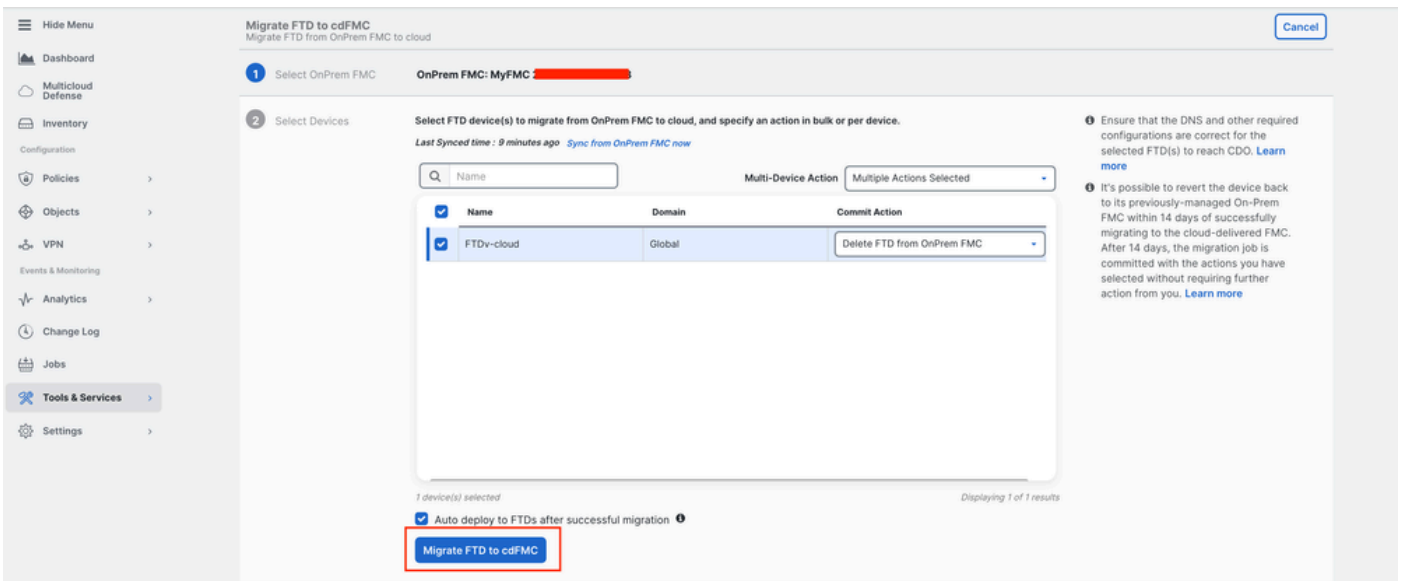 Hide Menu
Dashboard
Multicloud
Defense
Inventory
Configuration
Policies
Objects
VPN
Events & Monitoring
Analytics
Change Log
Jobs
Tools & Services
Settings
Migrate FTD to cdFMC
Migrate FTD from OnPrem FMC to cloud
Cancel
1 Select OnPrem FMC OnPrem FMC: MyFMC
2 Select Devices
Select FTD device(s) to migrate from OnPrem FMC to cloud, and specify an action in bulk or per device.
Last Synced time : 9 minutes ago Sync from OnPrem FMC now
Name Multi-Device Action Multiple Actions Selected
Name Domain Commit Action
FTDv-cloud Global Delete FTD from OnPrem FMC
1 device(s) selected Displaying 1 of 1 results
Auto deploy to FTDs after successful migration
Migrate FTD to cdFMC
Ensure that the DNS and other required
configurations are correct for the
selected FTD(s) to reach CDO. Learn
more
It's possible to revert the device back
to its previously-managed On-Prem
FMC within 14 days of successfully
migrating to the cloud-delivered FMC.
After 14 days, the migration job is
committed with the actions you have
selected without requiring further
action from you. Learn more